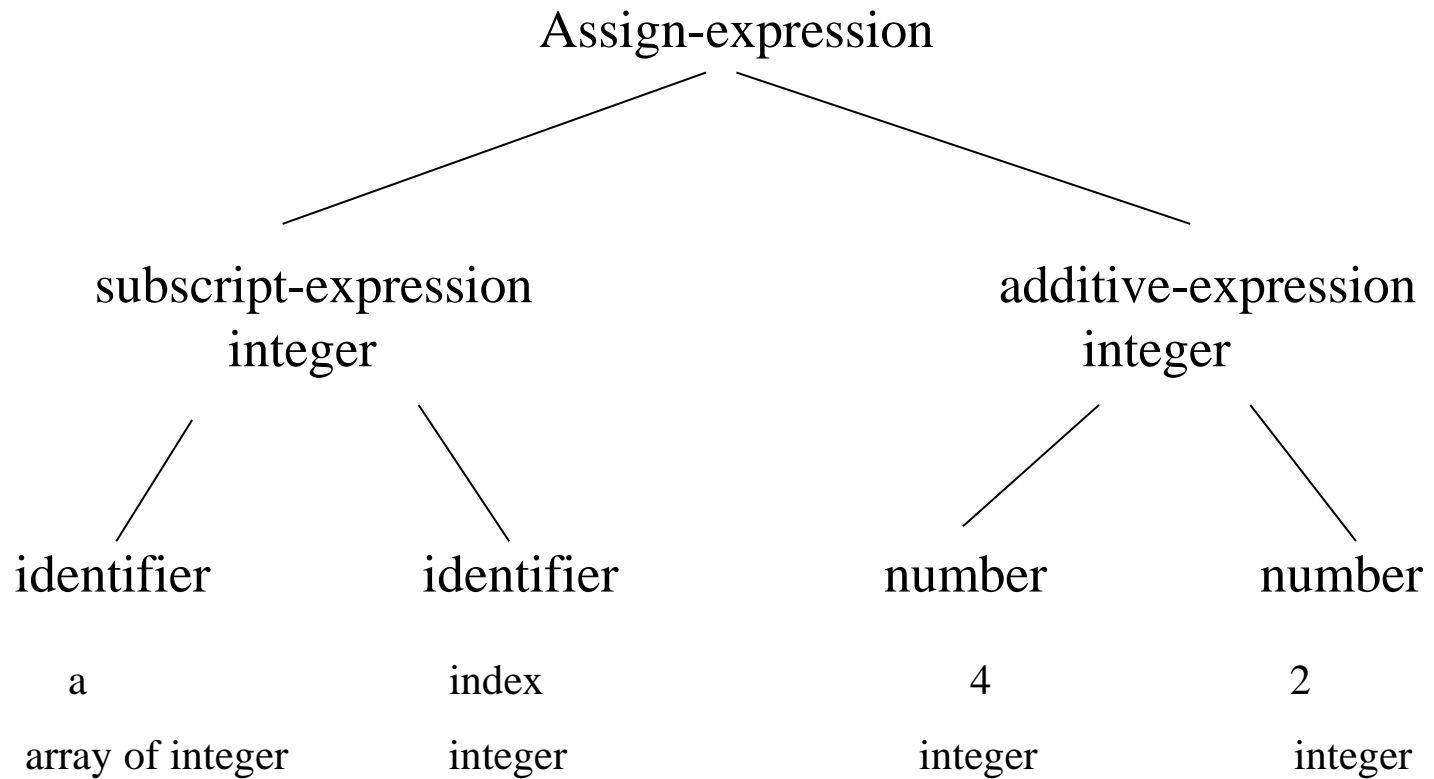 Assign-expression
subscript-expression additive-expression
integer integer
identifier identifier number number
a index 4 2
array of integer integer integer integer